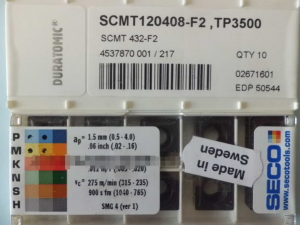 DURATOMIC®
SCMT120408-F2 ,TP3500
SCMT 432-F2
4537870 001 / 217
QTY 10
02671601
EDP 50544
P
M
K
N
S
H
ap 1.5 mm (0.5 - 4.0)
.06 inch (.02 - .16)
vc 275 m/min (315 - 235)
900 s fm (1040 - 765)
SMG 4 (ver 1)
Made in
Sweden
SECO
www.secotools.com